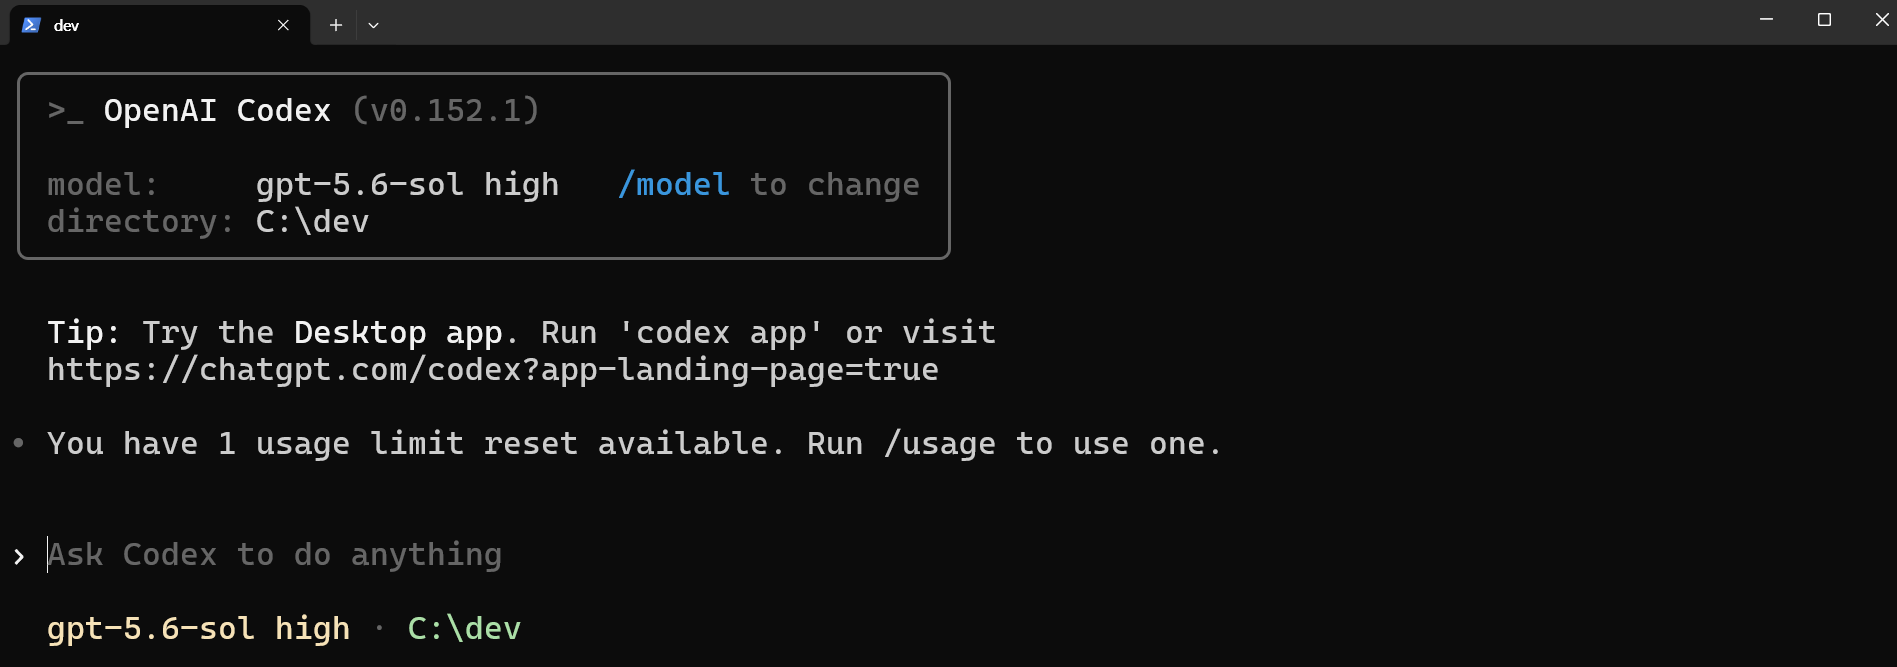 dev
>_ OpenAI Codex (v0.152.1)
model: gpt-5.6-sol high /model to change
directory: C:\dev
Tip: Try the Desktop app. Run 'codex app' or visit
https://chatgpt.com/codex?app-landing-page=true
• You have 1 usage limit reset available. Run /usage to use one.
› Ask Codex to do anything
gpt-5.6-sol high · C:\dev